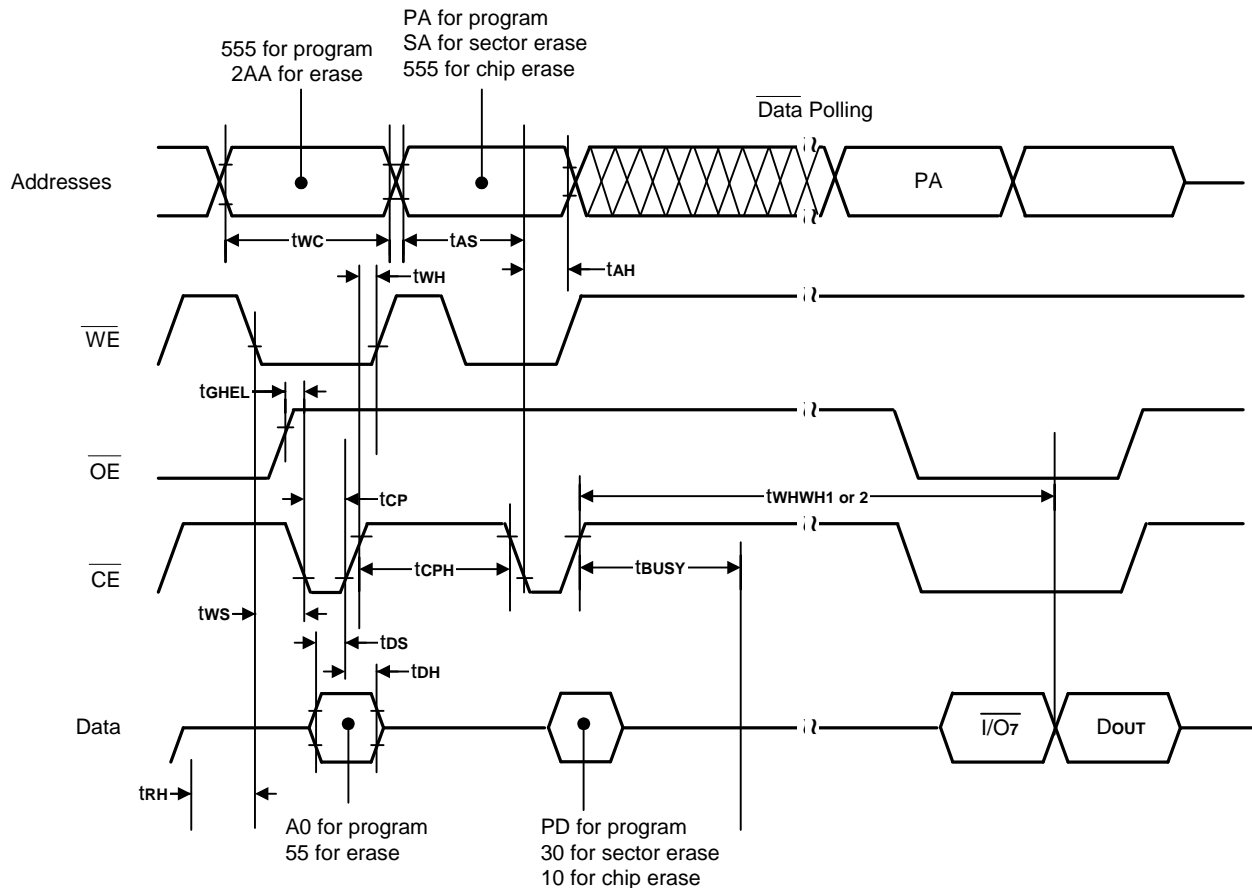 PA for program
SA for sector erase
555 for chip erase
555 for program
2AA for erase
Data Polling
Addresses
PA
tWC
tAS
tWH
tAH
WE
tGHEL
OE
tCP
tWHWH1 or 2
CE
tCPH
tBUSY
tWS
tDS
tDH
Data
I/O7
DOUT
tRH
A0 for program
55 for erase
PD for program
30 for sector erase
10 for chip erase